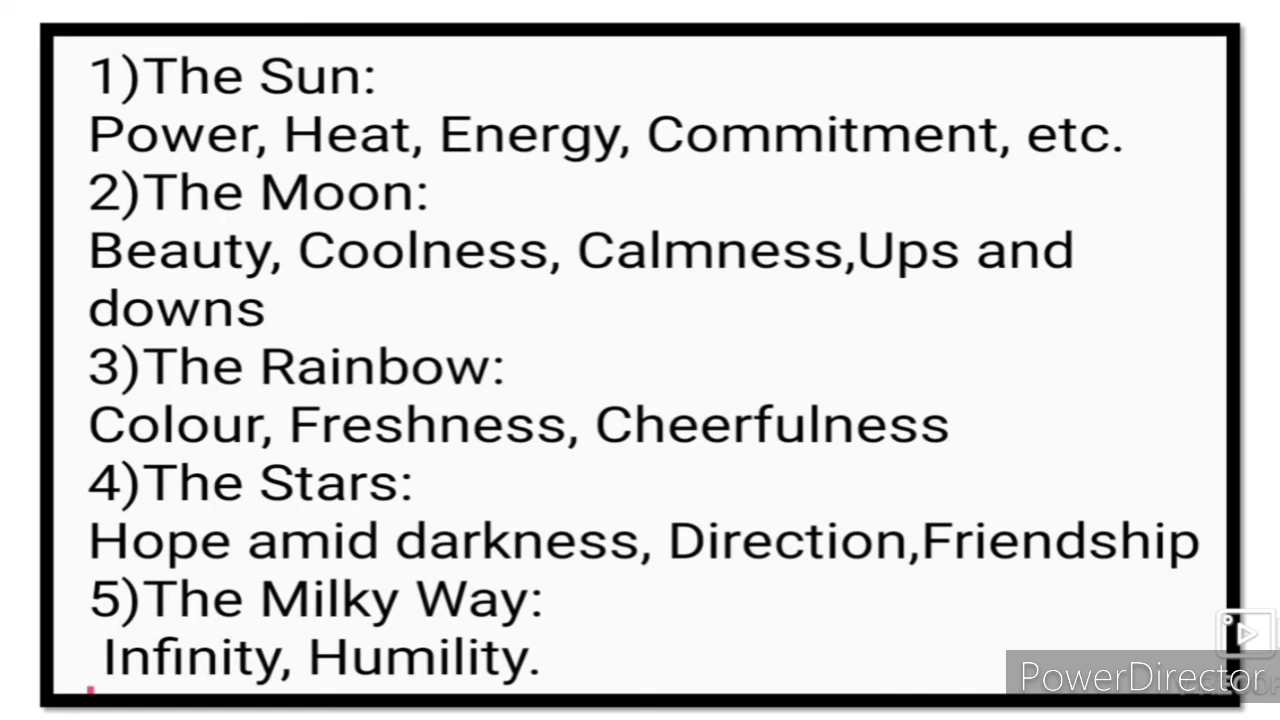 1)The Sun:
Power, Heat, Energy, Commitment, etc.
2)The Moon:
Beauty, Coolness, Calmness,Ups and
downs
3)The Rainbow:
Colour, Freshness, Cheerfulness
4)The Stars:
Hope amid darkness, Direction,Friendship
5)The Milky Way:
Infinity, Humility.
PowerDirector